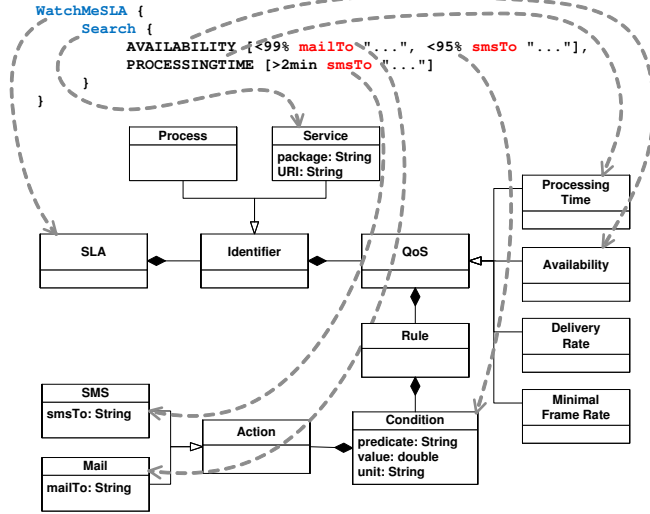 WatchMeSLA {
Search {
AVAILABILITY [<99% mailTo "...", <95% smsTo "..."],
PROCESSINGTIME [>2min smsTo "..."]
}
}
Process
Service
package: String
URI: String
Processing
Time
SLA
Identifier
QoS
Availability
Rule
Delivery
Rate
SMS
smsTo: String
Minimal
Frame Rate
Action
Condition
predicate: String
value: double
unit: String
Mail
mailTo: String